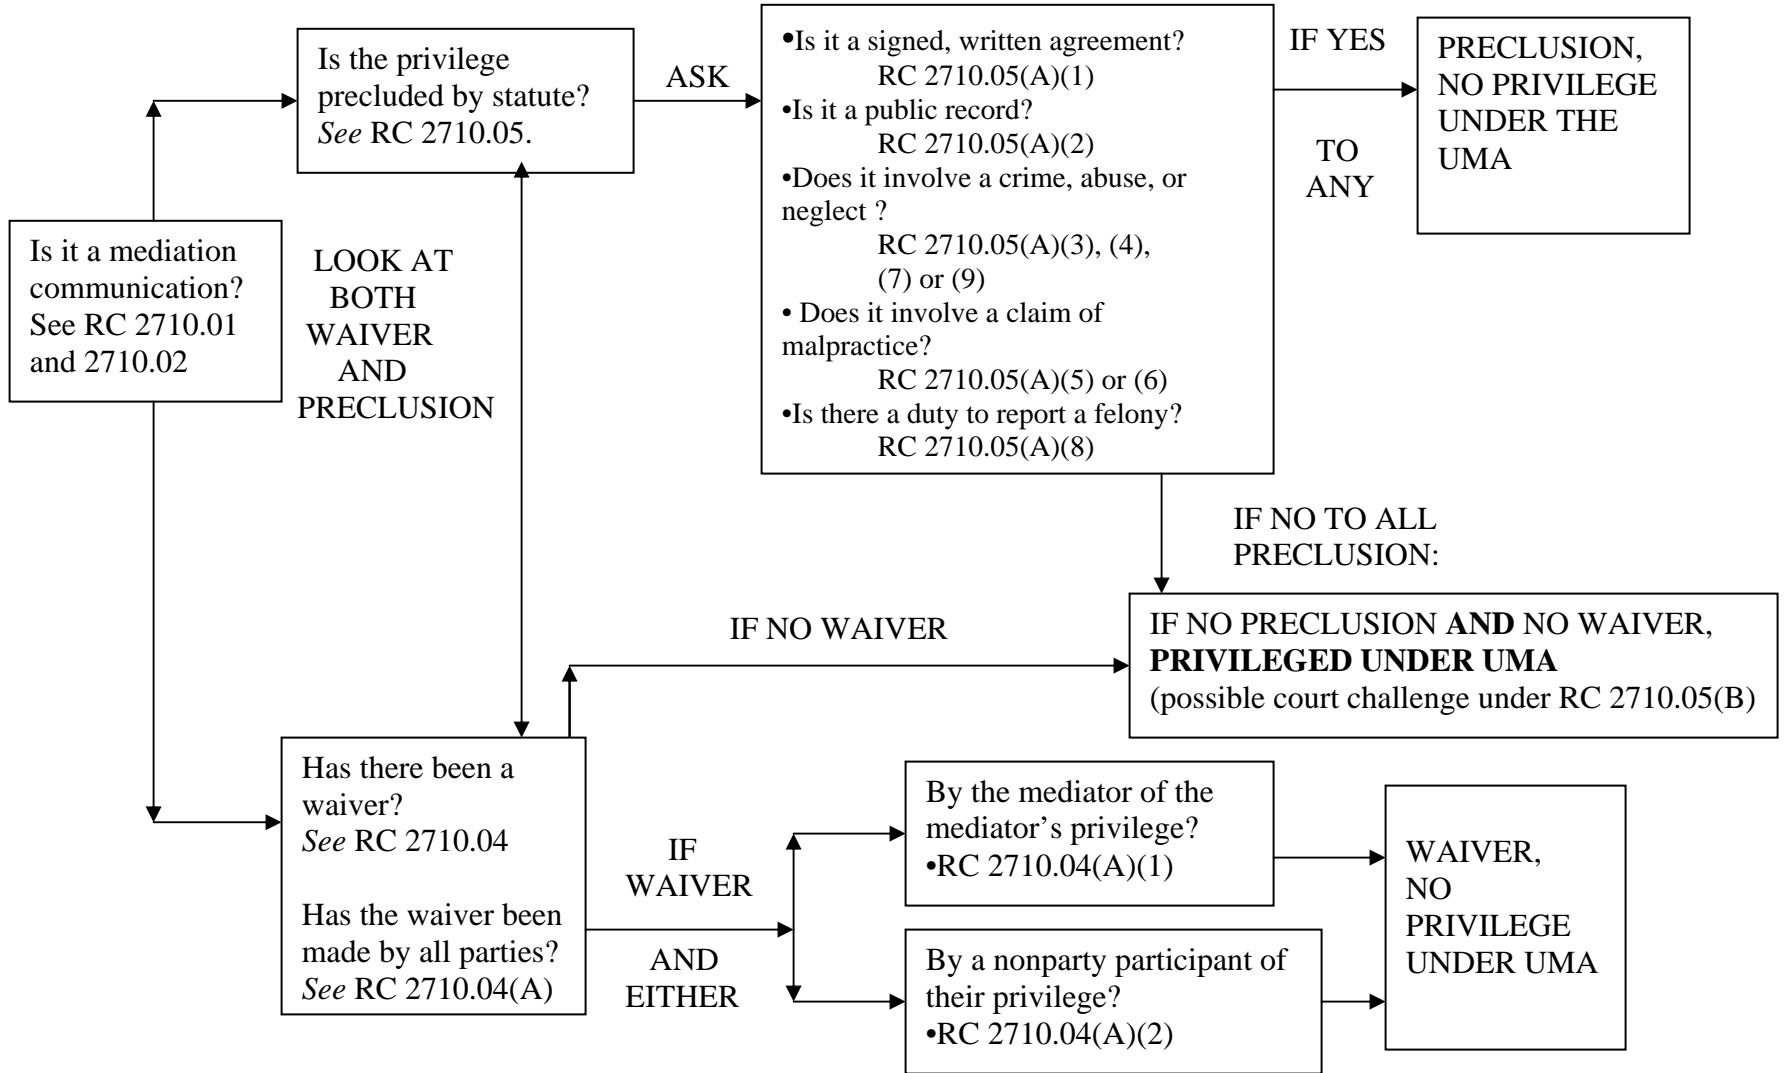 Is it a mediation
communication?
See RC 2710.01
and 2710.02
LOOK AT
BOTH
WAIVER
AND
PRECLUSION
Is the privilege
precluded by statute?
See RC 2710.05.
ASK
•Is it a signed, written agreement?
RC 2710.05(A)(1)
•Is it a public record?
RC 2710.05(A)(2)
•Does it involve a crime, abuse, or
neglect ?
RC 2710.05(A)(3), (4),
(7) or (9)
• Does it involve a claim of
malpractice?
RC 2710.05(A)(5) or (6)
•Is there a duty to report a felony?
RC 2710.05(A)(8)
IF YES
TO
ANY
PRECLUSION,
NO PRIVILEGE
UNDER THE
UMA
IF NO TO ALL
PRECLUSION:
IF NO WAIVER
IF NO PRECLUSION AND NO WAIVER,
PRIVILEGED UNDER UMA
(possible court challenge under RC 2710.05(B)
Has there been a
waiver?
See RC 2710.04
Has the waiver been
made by all parties?
See RC 2710.04(A)
IF
WAIVER
AND
EITHER
By the mediator of the
mediator’s privilege?
•RC 2710.04(A)(1)
By a nonparty participant of
their privilege?
•RC 2710.04(A)(2)
WAIVER,
NO
PRIVILEGE
UNDER UMA